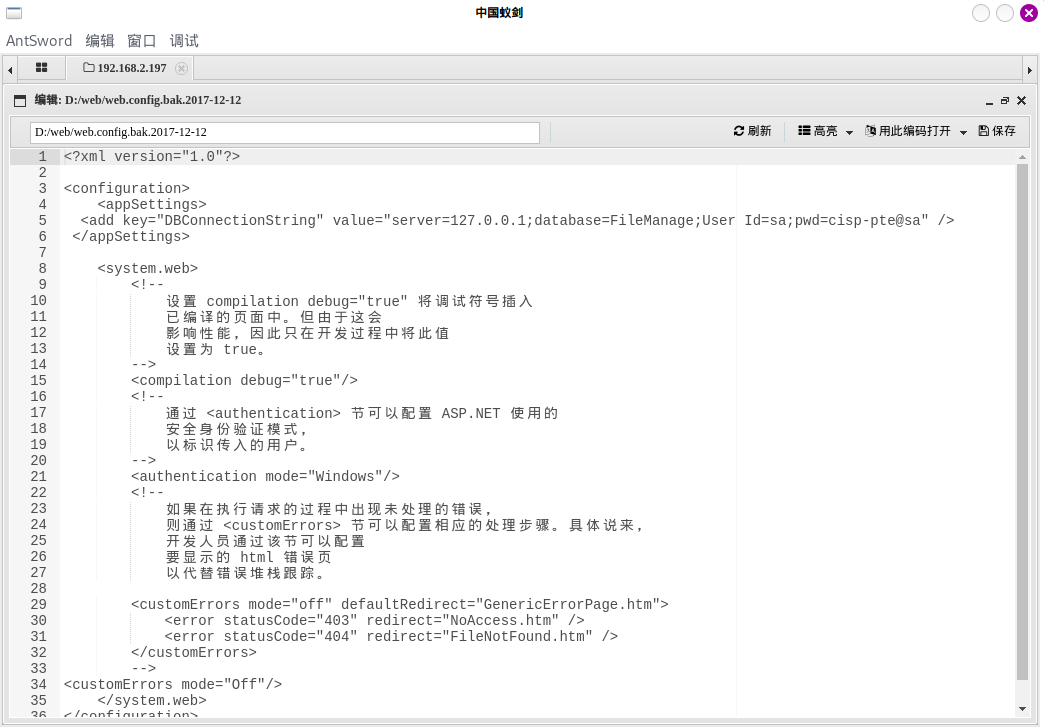 中国蚁剑
AntSword 编辑 窗口 调试
192.168.2.197
编辑: D:/web/web.config.bak.2017-12-12
D:/web/web.config.bak.2017-12-12 刷新 高亮 用此编码打开 保存
1 <?xml version="1.0"?>
2
3 <configuration>
4     <appSettings>
5   <add key="DBConnectionString" value="server=127.0.0.1;database=FileManage;User Id=sa;pwd=cisp-pte@sa" />
6  </appSettings>
7
8     <system.web>
9         <!--
10             设置 compilation debug="true" 将调试符号插入
11             已编译的页面中。但由于这会
12             影响性能，因此只在开发过程中将此值
13             设置为 true。
14         -->
15         <compilation debug="true"/>
16         <!--
17             通过 <authentication> 节可以配置 ASP.NET 使用的
18             安全身份验证模式，
19             以标识传入的用户。
20         -->
21         <authentication mode="Windows"/>
22         <!--
23             如果在执行请求的过程中出现未处理的错误，
24             则通过 <customErrors> 节可以配置相应的处理步骤。具体说来，
25             开发人员通过该节可以配置
26             要显示的 html 错误页
27             以代替错误堆栈跟踪。
28
29         <customErrors mode="off" defaultRedirect="GenericErrorPage.htm">
30             <error statusCode="403" redirect="NoAccess.htm" />
31             <error statusCode="404" redirect="FileNotFound.htm" />
32         </customErrors>
33         -->
34 <customErrors mode="Off"/>
35     </system.web>
36 </configuration>